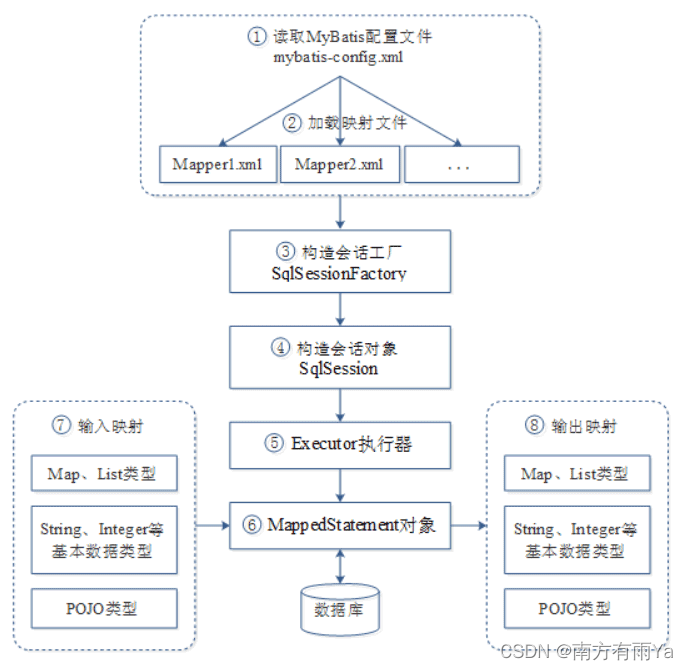 ① 读取MyBatis配置文件
mybatis-config.xml
② 加载映射文件
Mapper1.xml
Mapper2.xml
...
③ 构造会话工厂
SqlSessionFactory
④ 构造会话对象
SqlSession
⑦ 输入映射
Map、List类型
String、Integer等
基本数据类型
POJO类型
⑤ Executor执行器
⑥ MappedStatement对象
数据库
⑧ 输出映射
Map、List类型
String、Integer等
基本数据类型
POJO类型
CSDN @南方有雨Ya